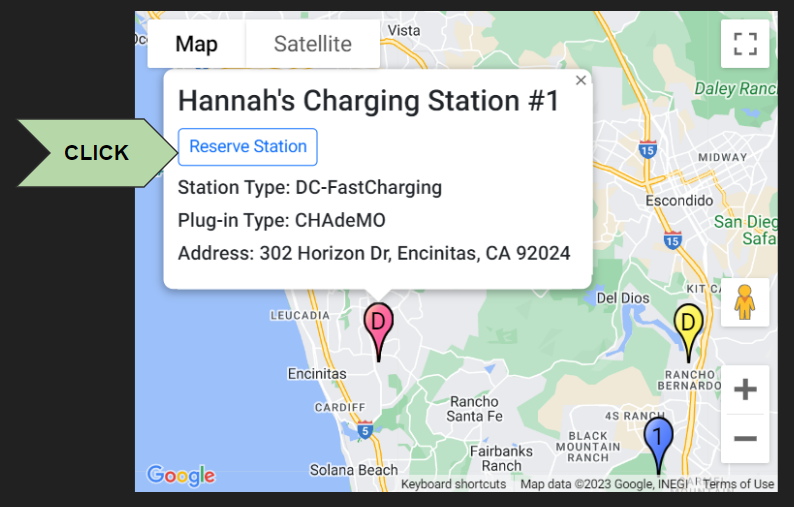 Map
Satellite
Vista
Daley Ranc
Hannah's Charging Station #1
Reserve Station
CLICK
Station Type: DC-FastCharging
Plug-in Type: CHAdeMO
Address: 302 Horizon Dr, Encinitas, CA 92024
15
MIDWAY
Escondido
San Dieg
Safa
15
Del Dios
KIT CA
LEUCADIA
D
D
Encinitas
RANCHO
BERNARDO
CARDIFF
Rancho
Santa Fe
4S RANCH
5
1
BLACK
MOUNTAIN
RANCH
Fairbanks
Ranch
Solana Beach
Google
Keyboard shortcuts
Map data ©2023 Google, INEGI
Terms of Use